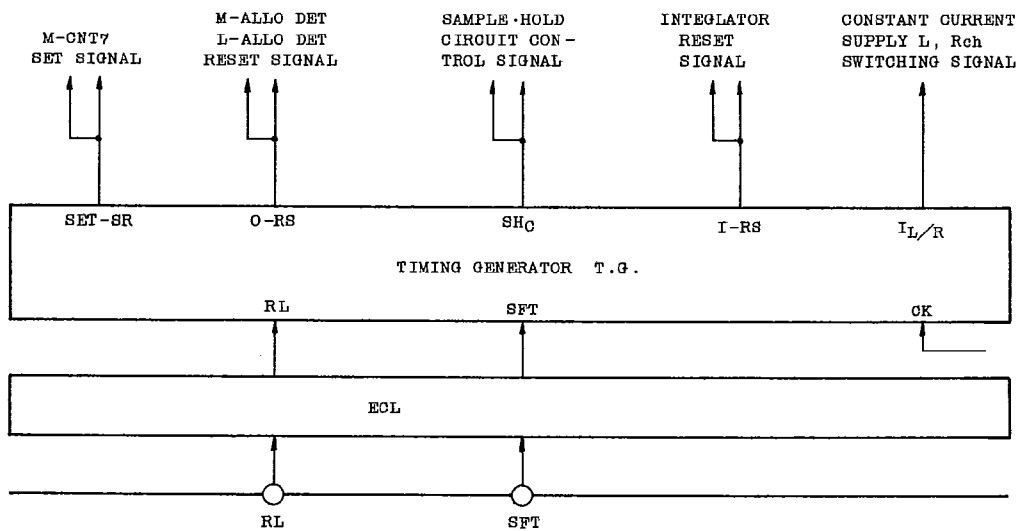 M-CNT7
SET SIGNAL
M-ALLO DET
L-ALLO DET
RESET SIGNAL
SAMPLE·HOLD
CIRCUIT CON-
TROL SIGNAL
INTEGLATOR
RESET
SIGNAL
CONSTANT CURRENT
SUPPLY L, Rch
SWITCHING SIGNAL
SET-SR
O-RS
SHC
I-RS
IL/R
TIMING GENERATOR T.G.
RL
SFT
CK
ECL
RL
SFT